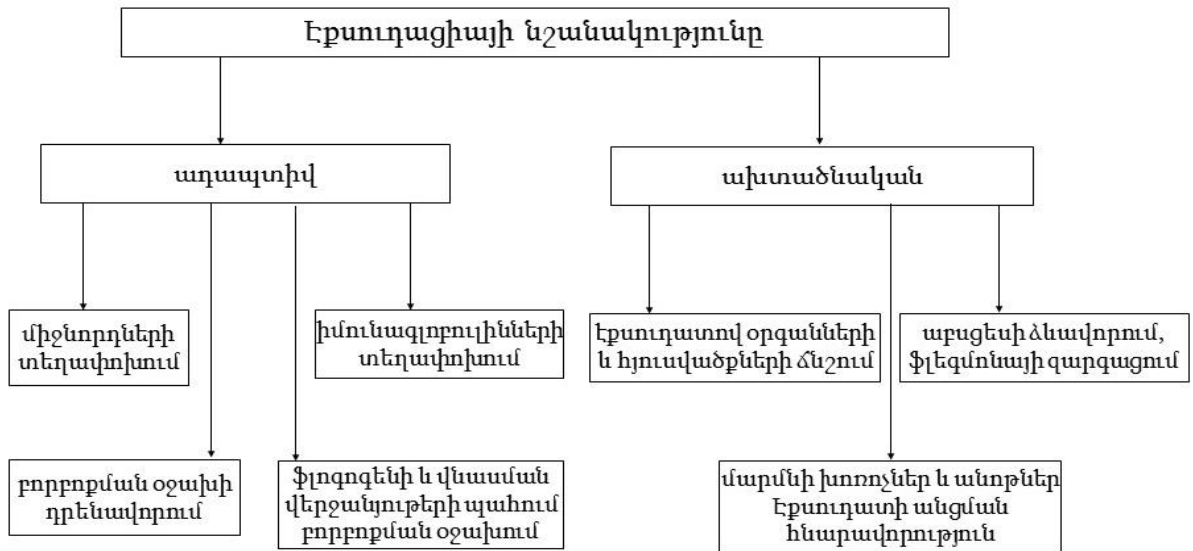 Էքսուդացիայի նշանակությունը
ադապտիվ
ախտածնական
միջնորդների
տեղափոխում
իմունագլոբուլինների
տեղափոխում
էքսուդատով օրգանների
և հյուսվածքների ճնշում
աբսցեսի ձևավորում,
ֆլեգմոնայի զարգացում
բորբոքման օջախի
դրենավորում
ֆլոգոգենի և վնասման
վերջանյութերի պահում
բորբոքման օջախում
մարմնի խոռոչներ և անոթներ
Էքսուդատի անցման
հնարավորություն